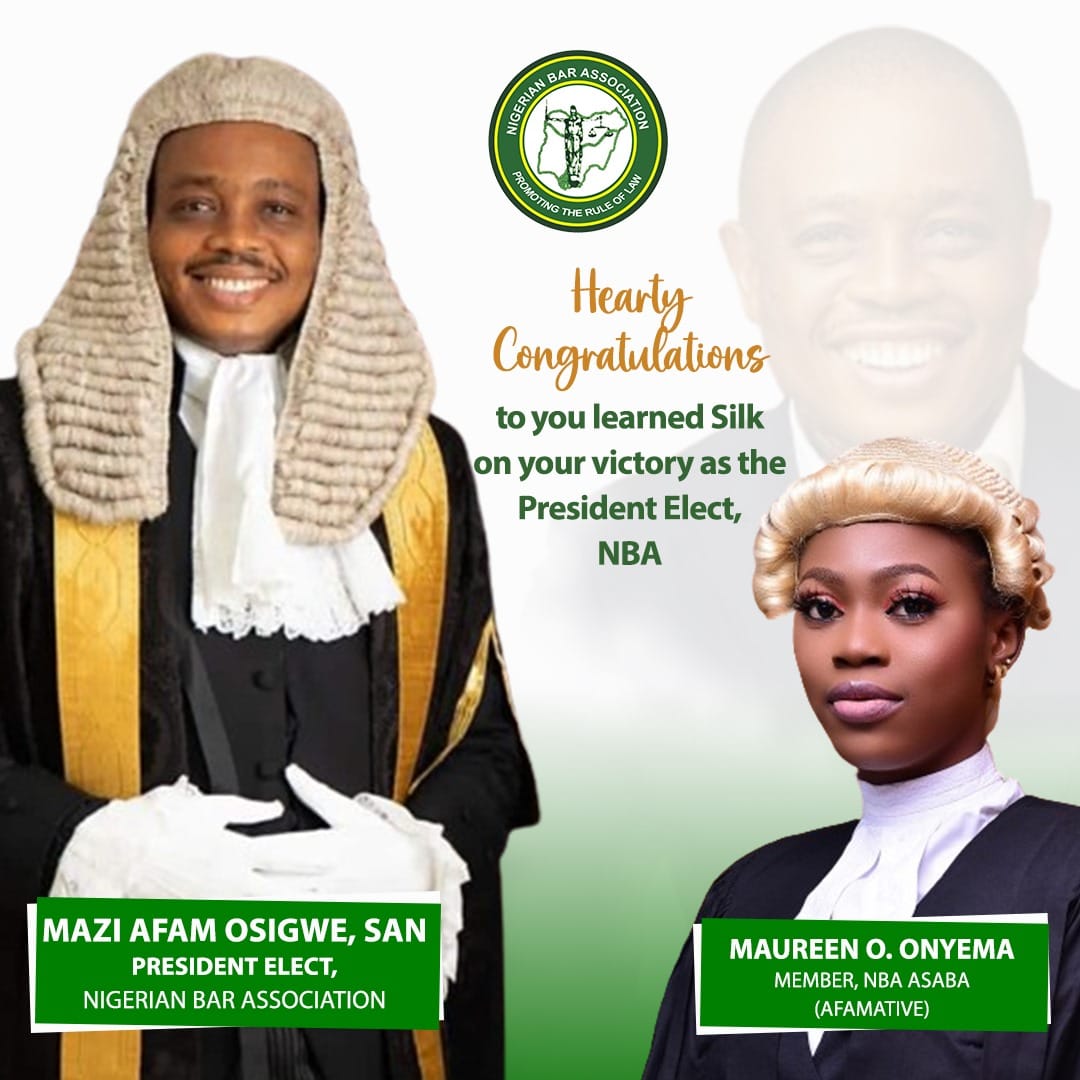 NIGERIAN BAR ASSOCIATION
PROMOTING THE RULE OF LAW
Hearty
Congratulations
to you learned Silk
on your victory as the
President Elect,
NBA
MAZI AFAM OSIGWE, SAN
PRESIDENT ELECT,
NIGERIAN BAR ASSOCIATION
MAUREEN O. ONYEMA
MEMBER, NBA ASABA
(AFAMATIVE)